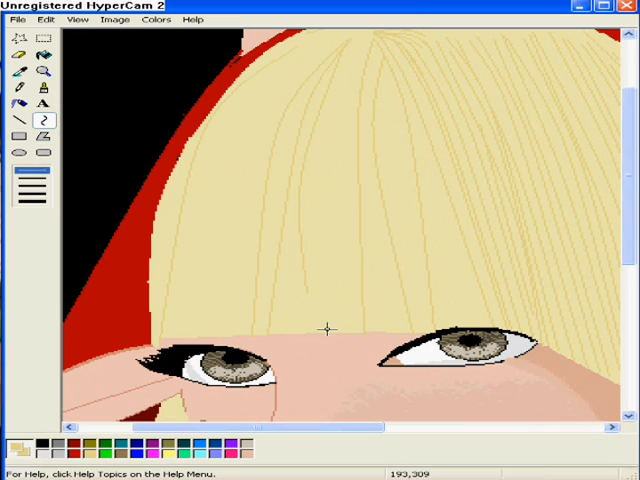 Unregistered HyperCam 2
File Edit View Image Colors Help
A
For Help, click Help Topics on the Help Menu. 193,309